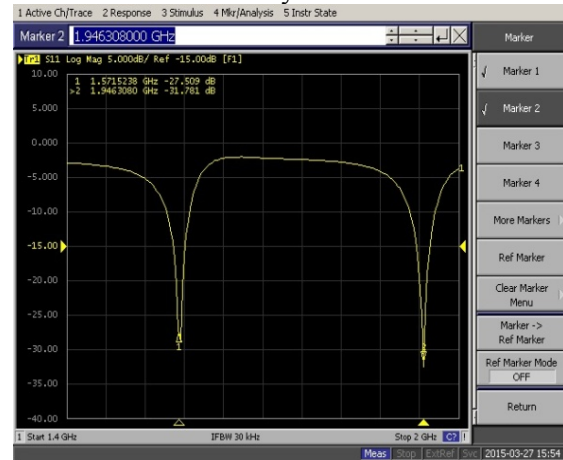 1 Active Ch/Trace 2 Response 3 Stimulus 4 Mkr/Analysis 5 Instr State
Marker 2 1.946308000 GHz
Marker
Tr1 S11 Log Mag 5.000dB/ Ref -15.00dB [F1]
1 1.5715238 GHz -27.509 dB
>2 1.9463080 GHz -31.781 dB
10.00
5.000
0.000
-5.000
-10.00
-15.00
-20.00
-25.00
-30.00
-35.00
-40.00
1
1
Marker 1
Marker 2
Marker 3
Marker 4
More Markers
Ref Marker
Clear Marker
Menu
Marker ->
Ref Marker
Ref Marker Mode
OFF
Return
1 Start 1.4 GHz IFBW 30 kHz Stop 2 GHz C? !
Meas Stop ExtRef Svc 2015-03-27 15:54